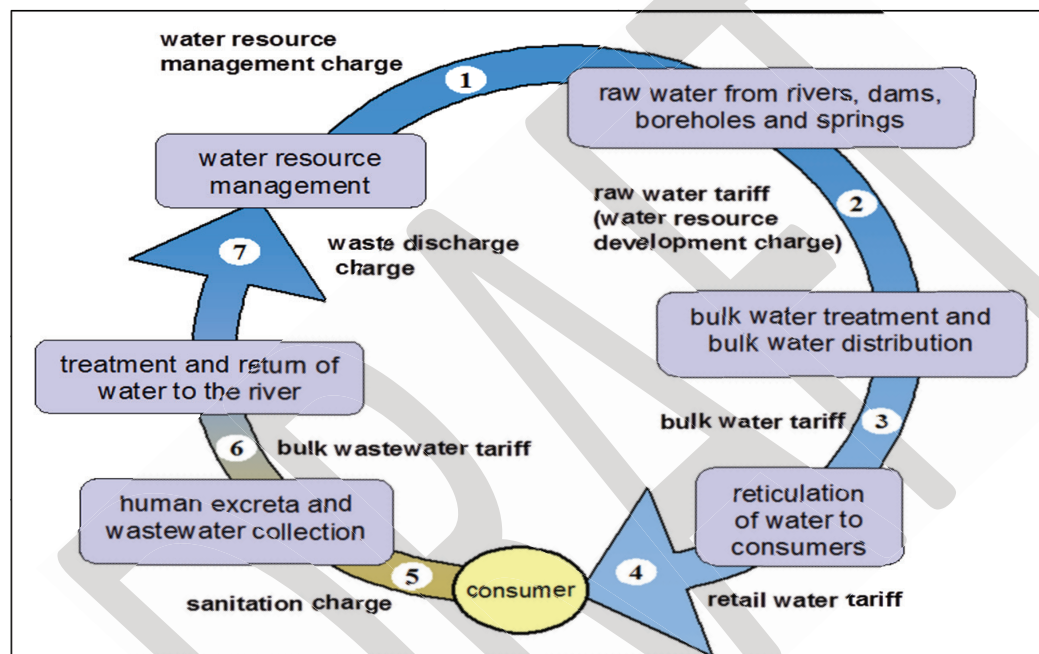 water resource
management charge
1
raw water from rivers, dams,
boreholes and springs
water resource
management
raw water tariff
(water resource
development charge)
2
7
waste discharge
charge
bulk water treatment and
bulk water distribution
treatment and return of
water to the river
bulk water tariff
3
6
bulk wastewater tariff
human excreta and
wastewater collection
reticulation
of water to
consumers
5
consumer
4
sanitation charge
retail water tariff
DRAFT